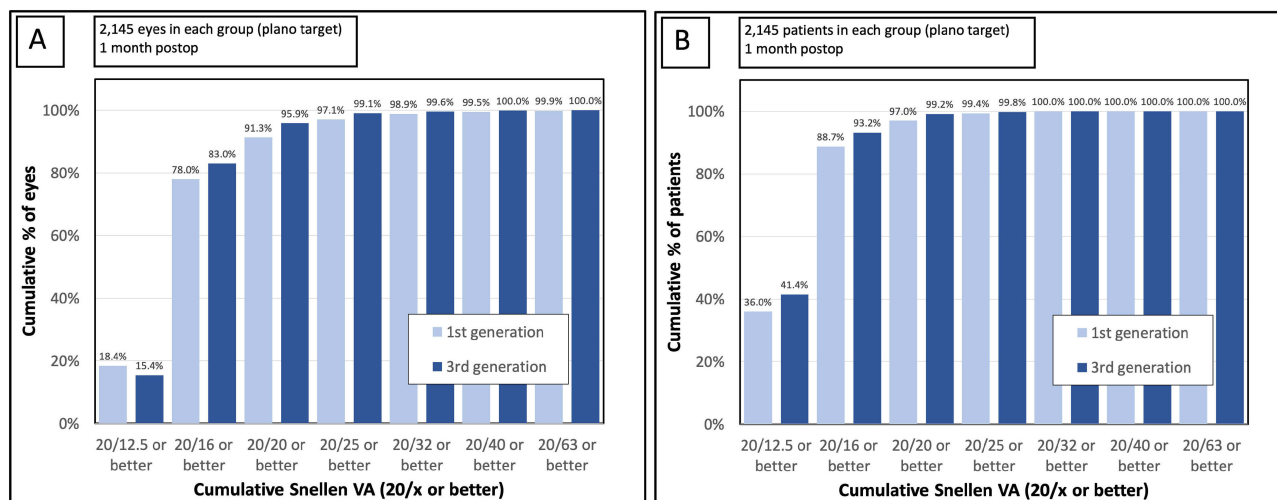 A
2,145 eyes in each group (plano target)
1 month postop
Cumulative % of eyes
100%
80%
60%
40%
20%
0%
18.4%
15.4%
78.0%
83.0%
91.3%
95.9%
97.1%
99.1%
98.9%
99.6%
99.5%
100.0%
99.9%
100.0%
1st generation
3rd generation
20/12.5 or better
20/16 or better
20/20 or better
20/25 or better
20/32 or better
20/40 or better
20/63 or better
Cumulative Snellen VA (20/x or better)
B
2,145 patients in each group (plano target)
1 month postop
Cumulative % of patients
100%
80%
60%
40%
20%
0%
36.0%
41.4%
88.7%
93.2%
97.0%
99.2%
99.4%
99.8%
100.0%
100.0%
100.0%
100.0%
100.0%
100.0%
1st generation
3rd generation
20/12.5 or better
20/16 or better
20/20 or better
20/25 or better
20/32 or better
20/40 or better
20/63 or better
Cumulative Snellen VA (20/x or better)